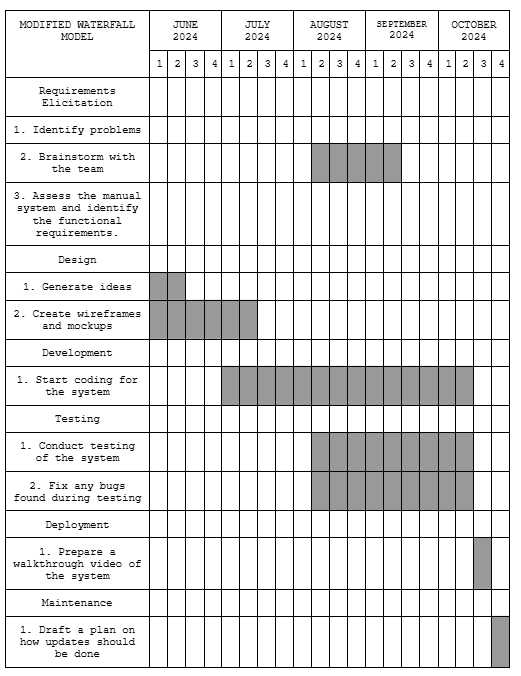 MODIFIED WATERFALL
MODEL
JUNE
2024
JULY
2024
AUGUST
2024
SEPTEMBER
2024
OCTOBER
2024
1 2 3 4 1 2 3 4 1 2 3 4 1 2 3 4 1 2 3 4
Requirements
Elicitation
1. Identify problems
2. Brainstorm with
the team
3. Assess the manual
system and identify
the functional
requirements.
Design
1. Generate ideas
2. Create wireframes
and mockups
Development
1. Start coding for
the system
Testing
1. Conduct testing
of the system
2. Fix any bugs
found during testing
Deployment
1. Prepare a
walkthrough video of
the system
Maintenance
1. Draft a plan on
how updates should
be done